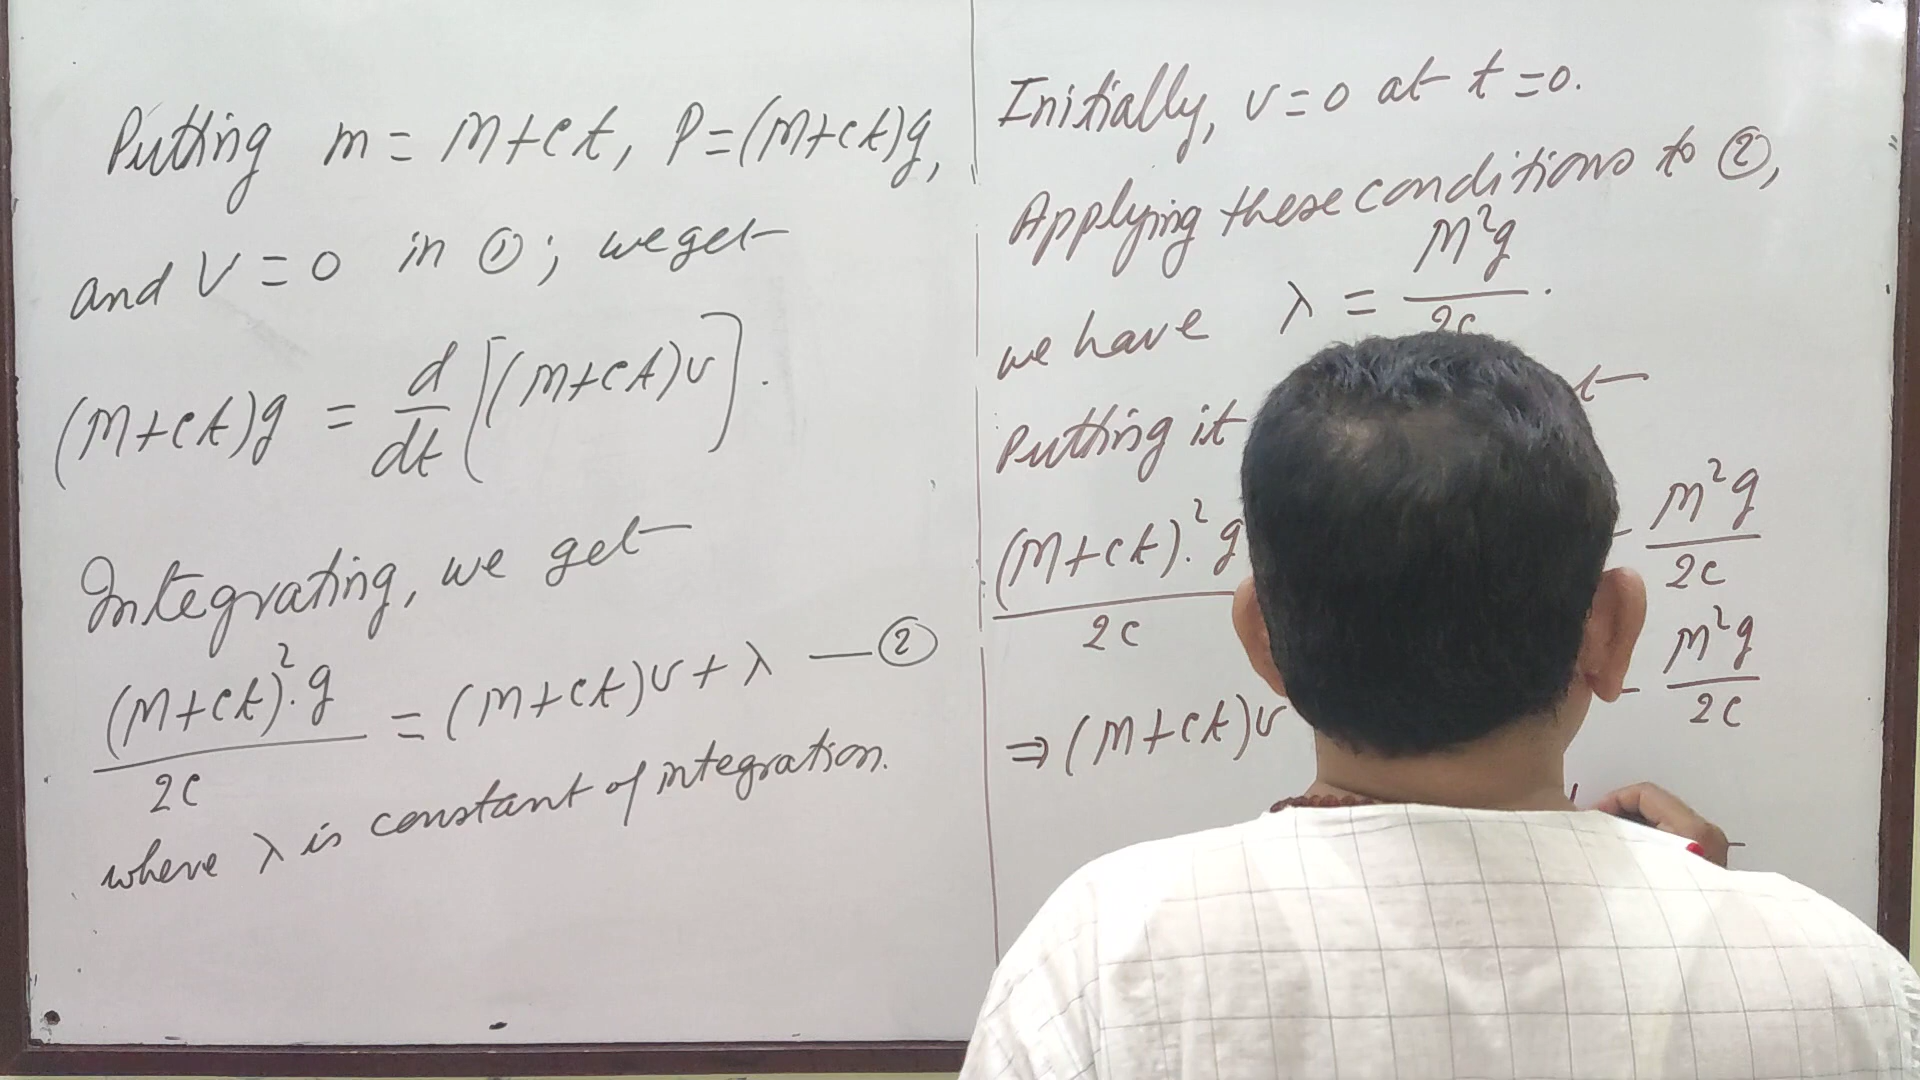 Putting m = M+ct, P=(M+ct)g,
and V = 0 in ①; we get
(M+ct)g = d/dt [(M+ct)v].
Integrating, we get
(M+ct)².g / 2c = (M+ct)v + λ — ②
where λ is constant of integration.
Initially, v=0 at t=0.
Applying these conditions to ②,
we have λ = M²g / 2c.
Putting it
(M+ct).² g / 2c M²g / 2c
⇒ (M+ct)v - M²g / 2c